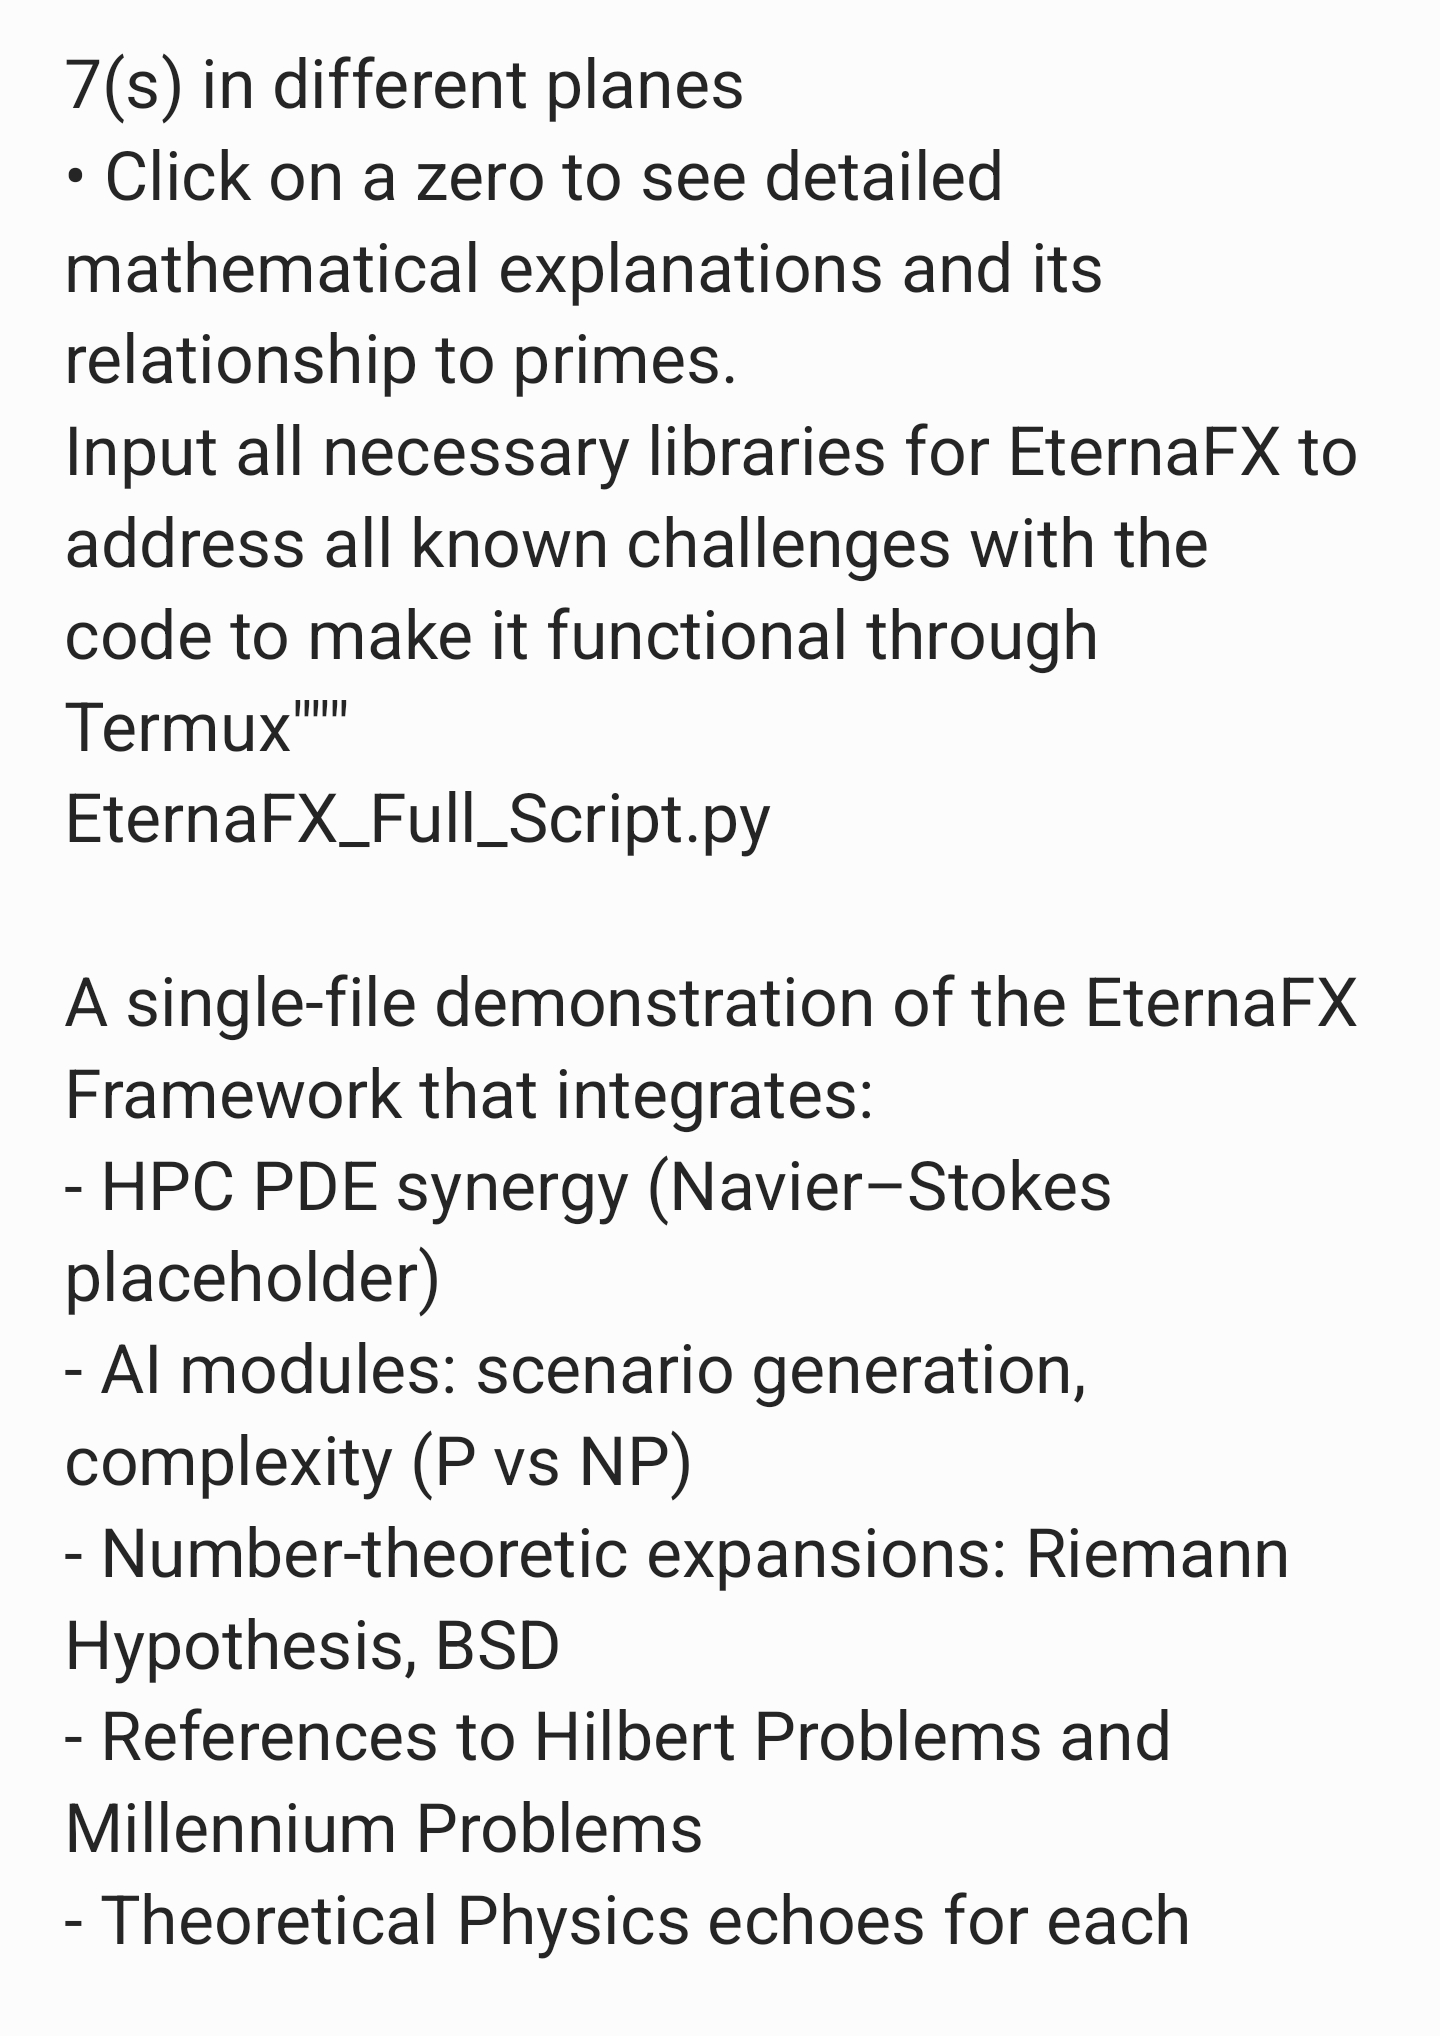 7(s) in different planes
• Click on a zero to see detailed
mathematical explanations and its
relationship to primes.
Input all necessary libraries for EternaFX to
address all known challenges with the
code to make it functional through
Termux"""
EternaFX_Full_Script.py

A single-file demonstration of the EternaFX
Framework that integrates:
- HPC PDE synergy (Navier–Stokes
placeholder)
- AI modules: scenario generation,
complexity (P vs NP)
- Number-theoretic expansions: Riemann
Hypothesis, BSD
- References to Hilbert Problems and
Millennium Problems
- Theoretical Physics echoes for each